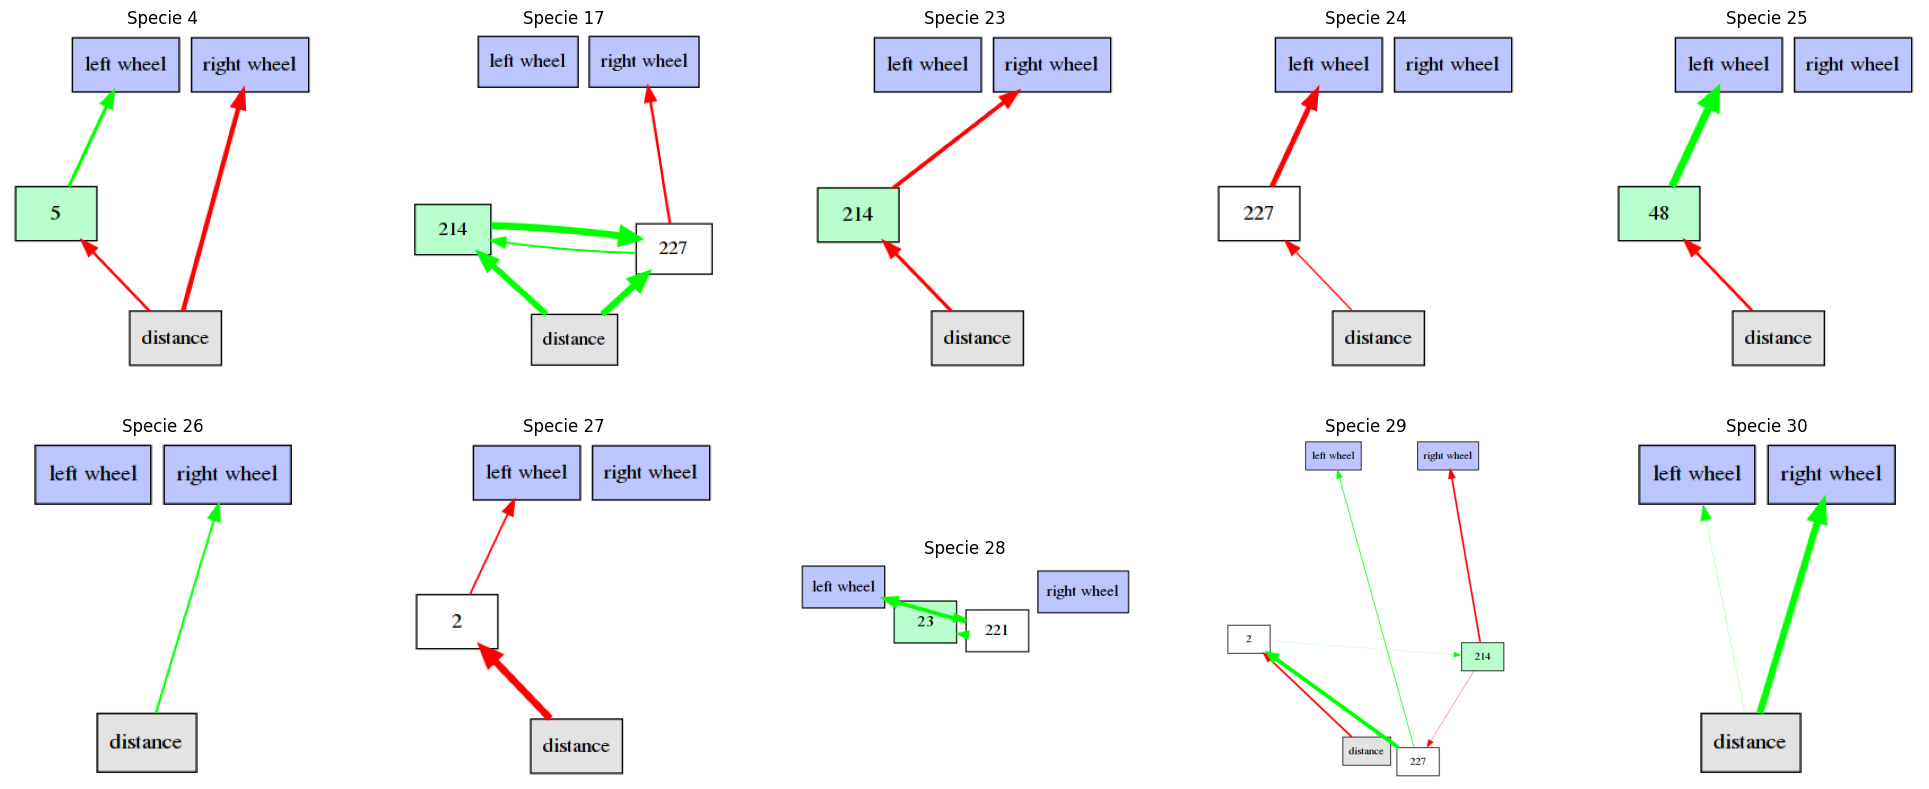 Specie 4
left wheel
right wheel
5
distance
Specie 17
left wheel
right wheel
214
227
distance
Specie 23
left wheel
right wheel
214
distance
Specie 24
left wheel
right wheel
227
distance
Specie 25
left wheel
right wheel
48
distance
Specie 26
left wheel
right wheel
distance
Specie 27
left wheel
right wheel
2
distance
Specie 28
left wheel
right wheel
23
221
Specie 29
left wheel
right wheel
2
214
distance
227
Specie 30
left wheel
right wheel
distance